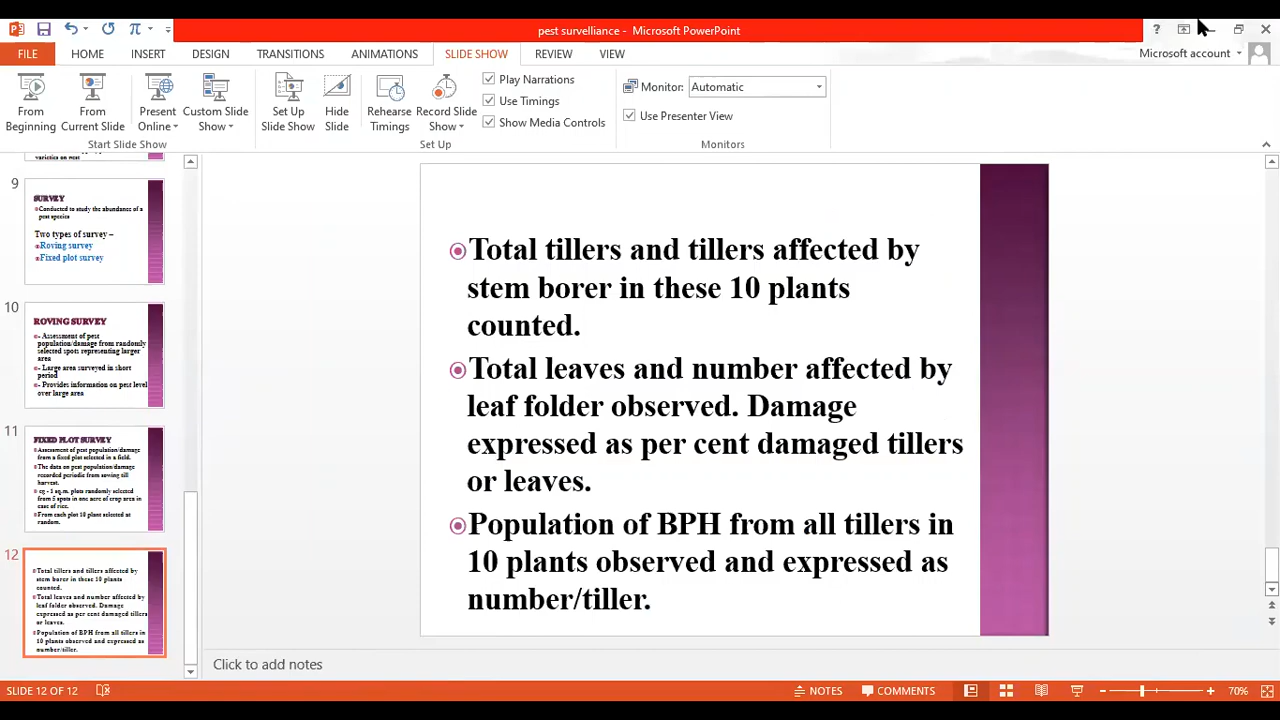 pest survelliance - Microsoft PowerPoint
?
FILE HOME INSERT DESIGN TRANSITIONS ANIMATIONS SLIDE SHOW REVIEW VIEW
Microsoft account
From Beginning
From Current Slide
Present Online
Custom Slide Show
Set Up Slide Show
Hide Slide
Rehearse Timings
Record Slide Show
Play Narrations
Use Timings
Show Media Controls
Monitor: Automatic
Use Presenter View
Start Slide Show
Set Up
Monitors
9
SURVEY
Conducted to study the abundance of a
pest species
Two types of survey –
Roving survey
Fixed plot survey
10
ROVING SURVEY
- Assessment of pest
population/damage from randomly
selected spots representing larger
area
- Large area surveyed in short
period
- Provides information on pest level
over large area
11
FIXED PLOT SURVEY
Assessment of pest population/damage
from a fixed plot selected in a field.
The data on pest population/damage
recorded periodic from sowing till
harvest.
eg - 1 sq.m. plots randomly selected
from 5 spots in one acre of crop area in
case of rice.
From each plot 10 plant selected at
random.
12
Total tillers and tillers affected by
stem borer in these 10 plants
counted.
Total leaves and number affected by
leaf folder observed. Damage
expressed as per cent damaged tillers
or leaves.
Population of BPH from all tillers in
10 plants observed and expressed as
number/tiller.
Total tillers and tillers affected by
stem borer in these 10 plants
counted.
Total leaves and number affected by
leaf folder observed. Damage
expressed as per cent damaged tillers
or leaves.
Population of BPH from all tillers in
10 plants observed and expressed as
number/tiller.
Click to add notes
SLIDE 12 OF 12
NOTES COMMENTS 70%